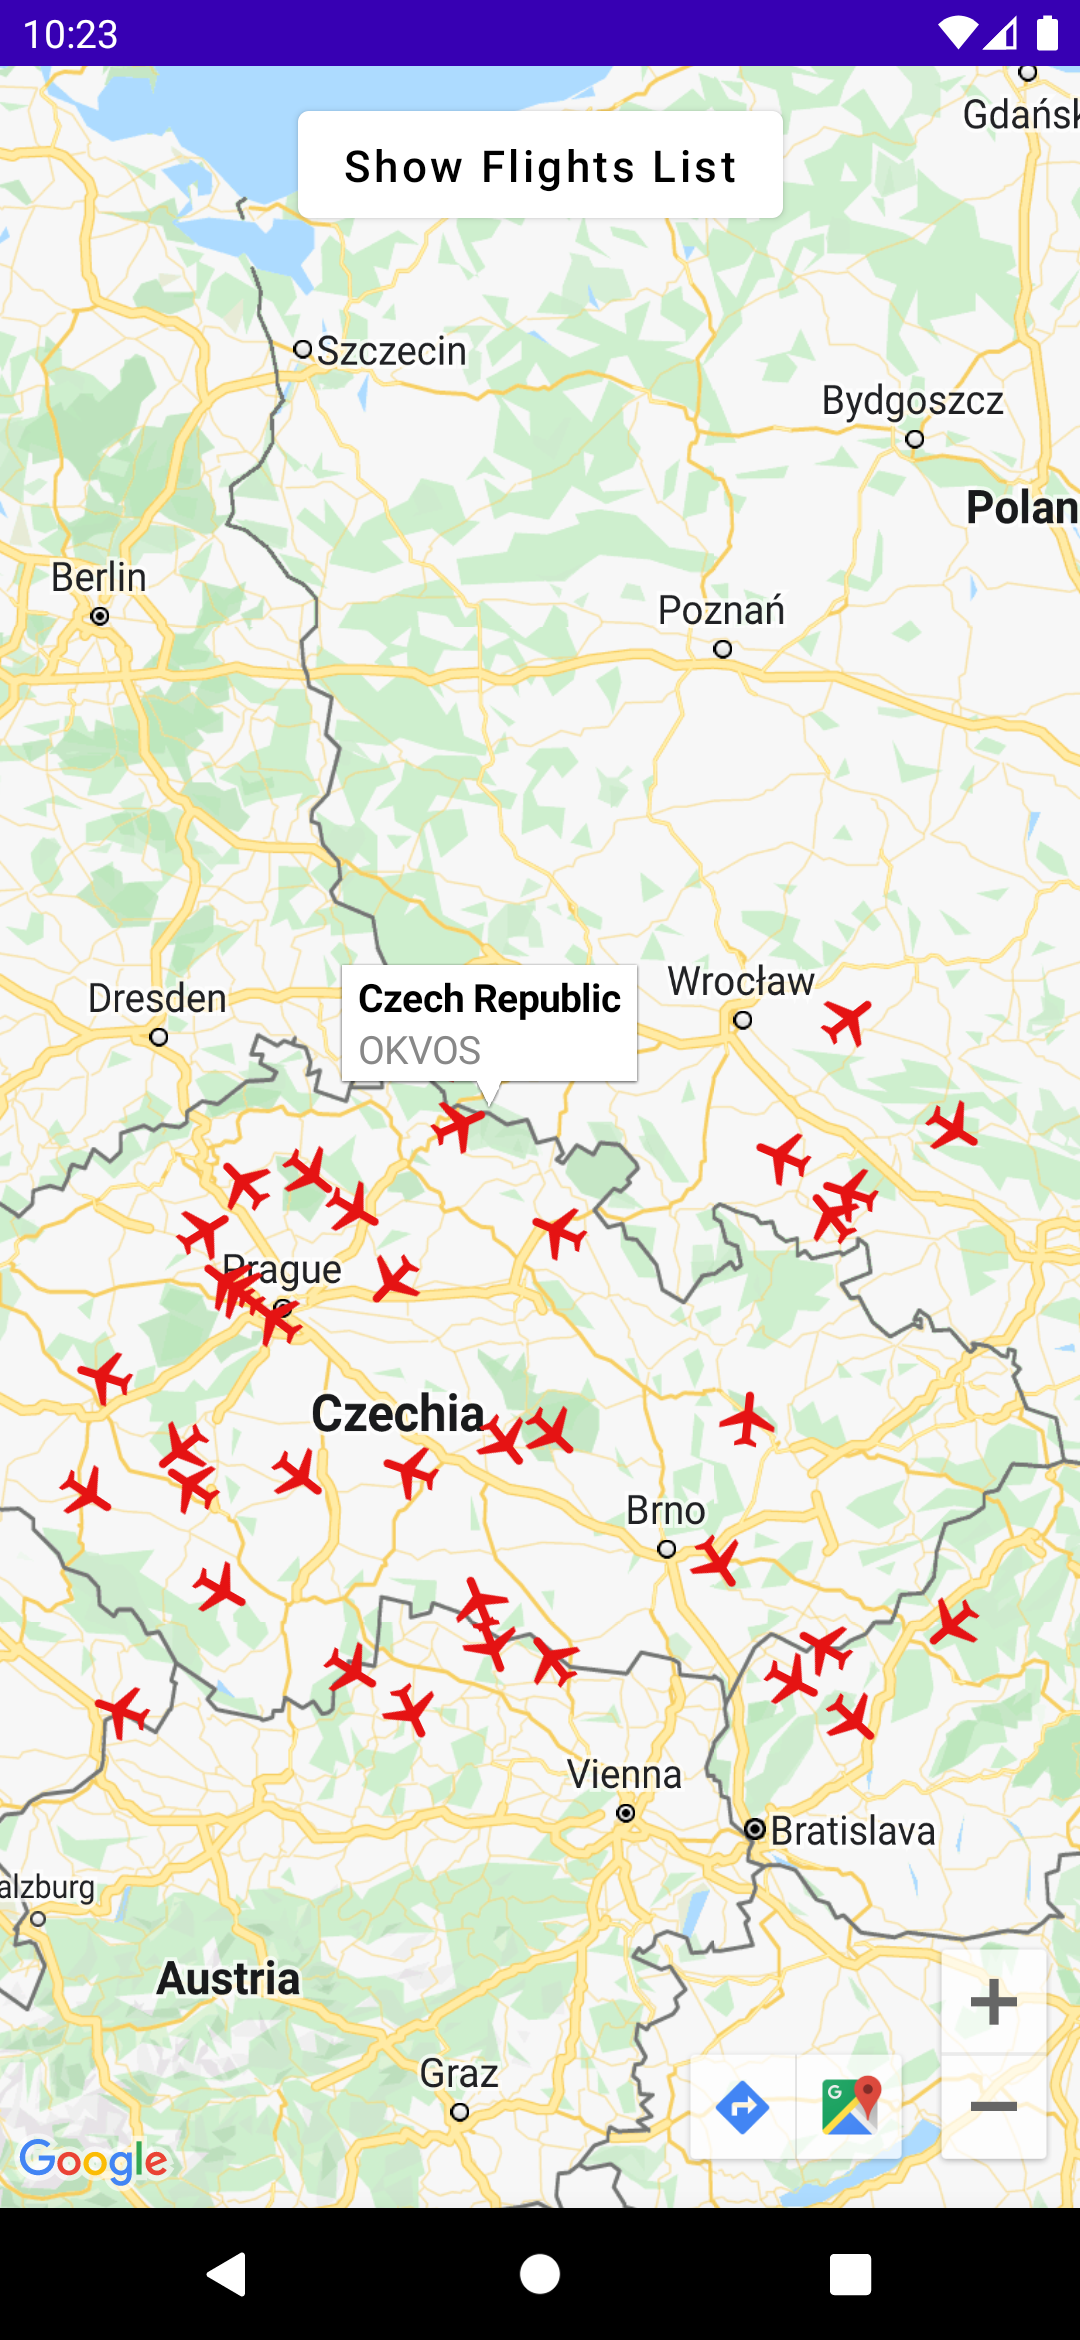 10:23
Gdańsk
Show Flights List
Szczecin
Bydgoszcz
Polan
Berlin
Poznań
Wrocław
Dresden
Czech Republic
OKVOS
Prague
Czechia
Brno
Vienna
Bratislava
alzburg
Austria
Graz
G
Google